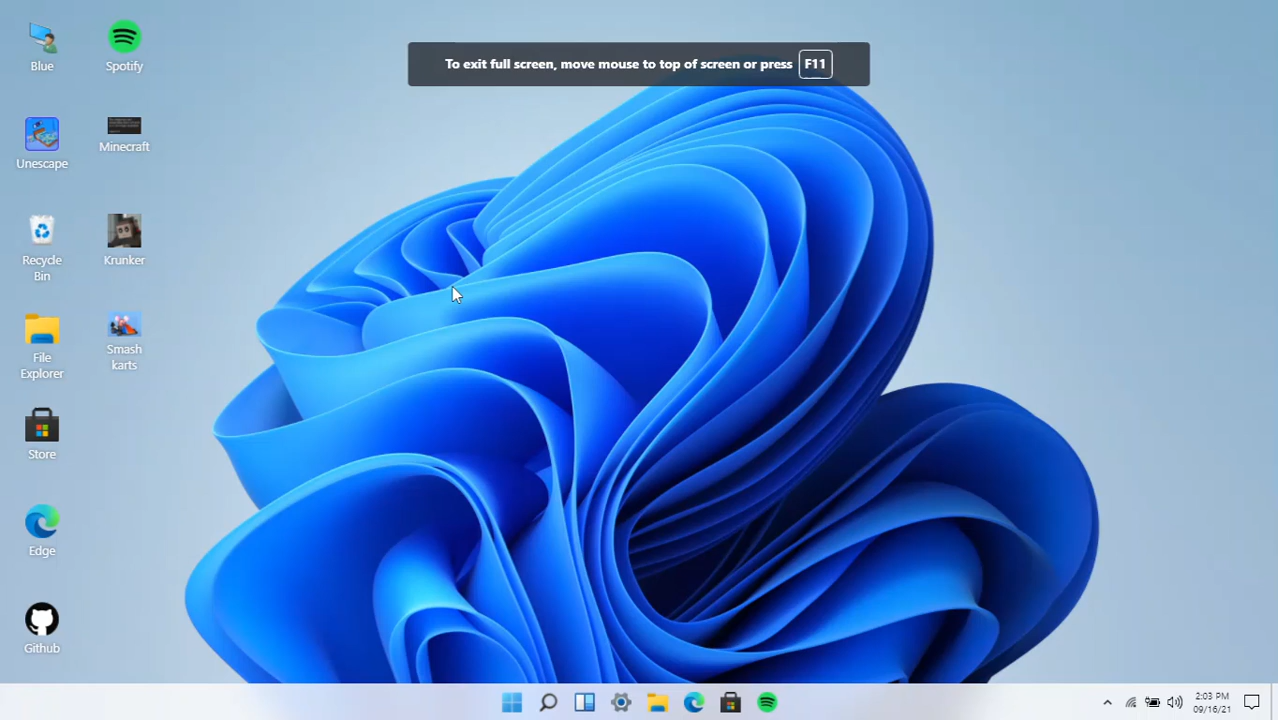 To exit full screen, move mouse to top of screen or press F11
Blue
Spotify
Unescape
Minecraft
Recycle
Bin
Krunker
File
Explorer
Smash
karts
Store
Edge
Github
2:03 PM
09/16/21